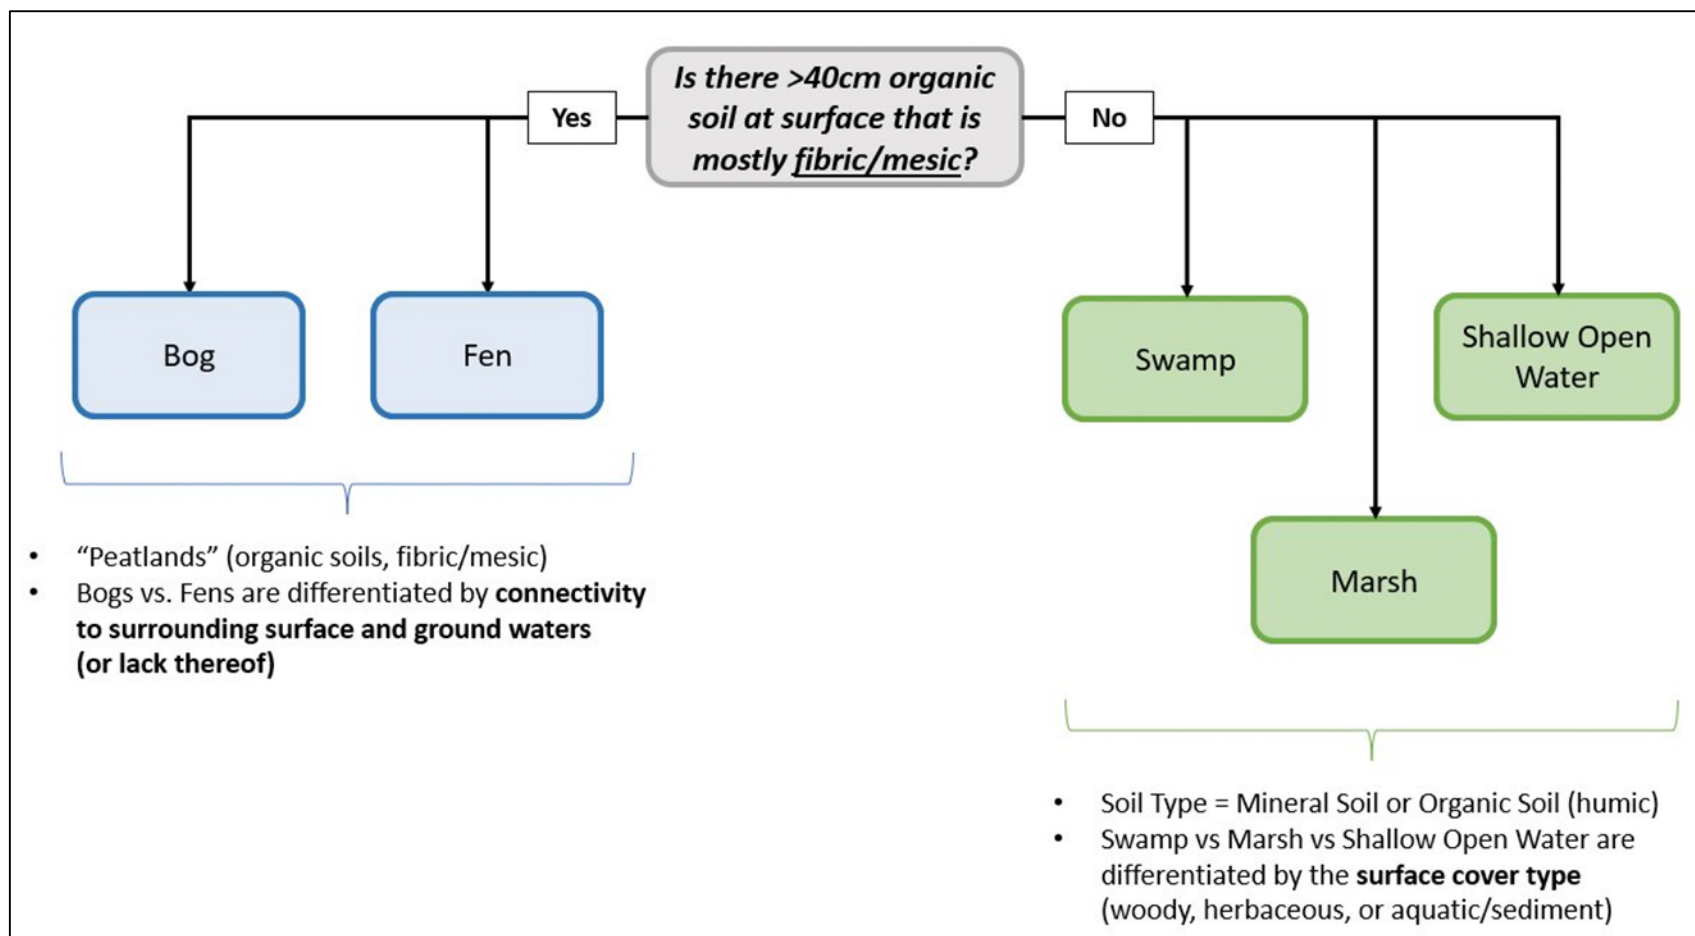 Is there >40cm organic
soil at surface that is
mostly fibric/mesic?
Yes
No
Bog
Fen
Swamp
Shallow Open
Water
Marsh
• “Peatlands” (organic soils, fibric/mesic)
• Bogs vs. Fens are differentiated by connectivity
to surrounding surface and ground waters
(or lack thereof)
• Soil Type = Mineral Soil or Organic Soil (humic)
• Swamp vs Marsh vs Shallow Open Water are
differentiated by the surface cover type
(woody, herbaceous, or aquatic/sediment)